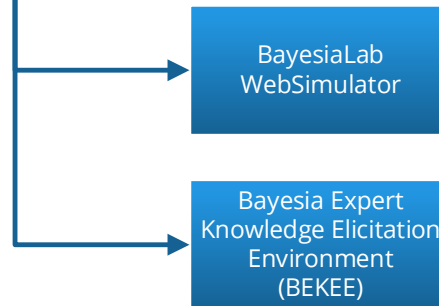 BayesiaLab
WebSimulator
Bayesia Expert
Knowledge Elicitation
Environment
(BEKEE)